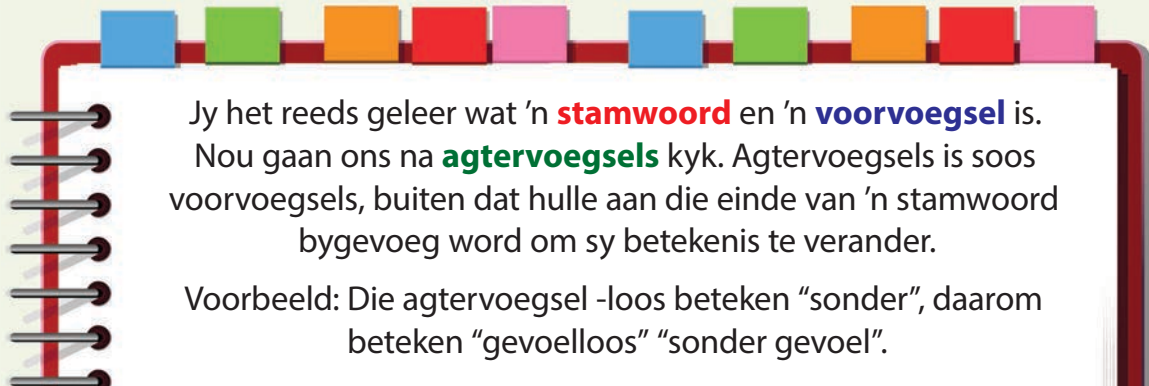 Jy het reeds geleer wat ’n stamwoord en ’n voorvoegsel is.
Nou gaan ons na agtervoegsels kyk. Agtervoegsels is soos
voorvoegsels, buiten dat hulle aan die einde van ’n stamwoord
bygevoeg word om sy betekenis te verander.
Voorbeeld: Die agtervoegsel -loos beteken “sonder”, daarom
beteken “gevoelloos” “sonder gevoel”.